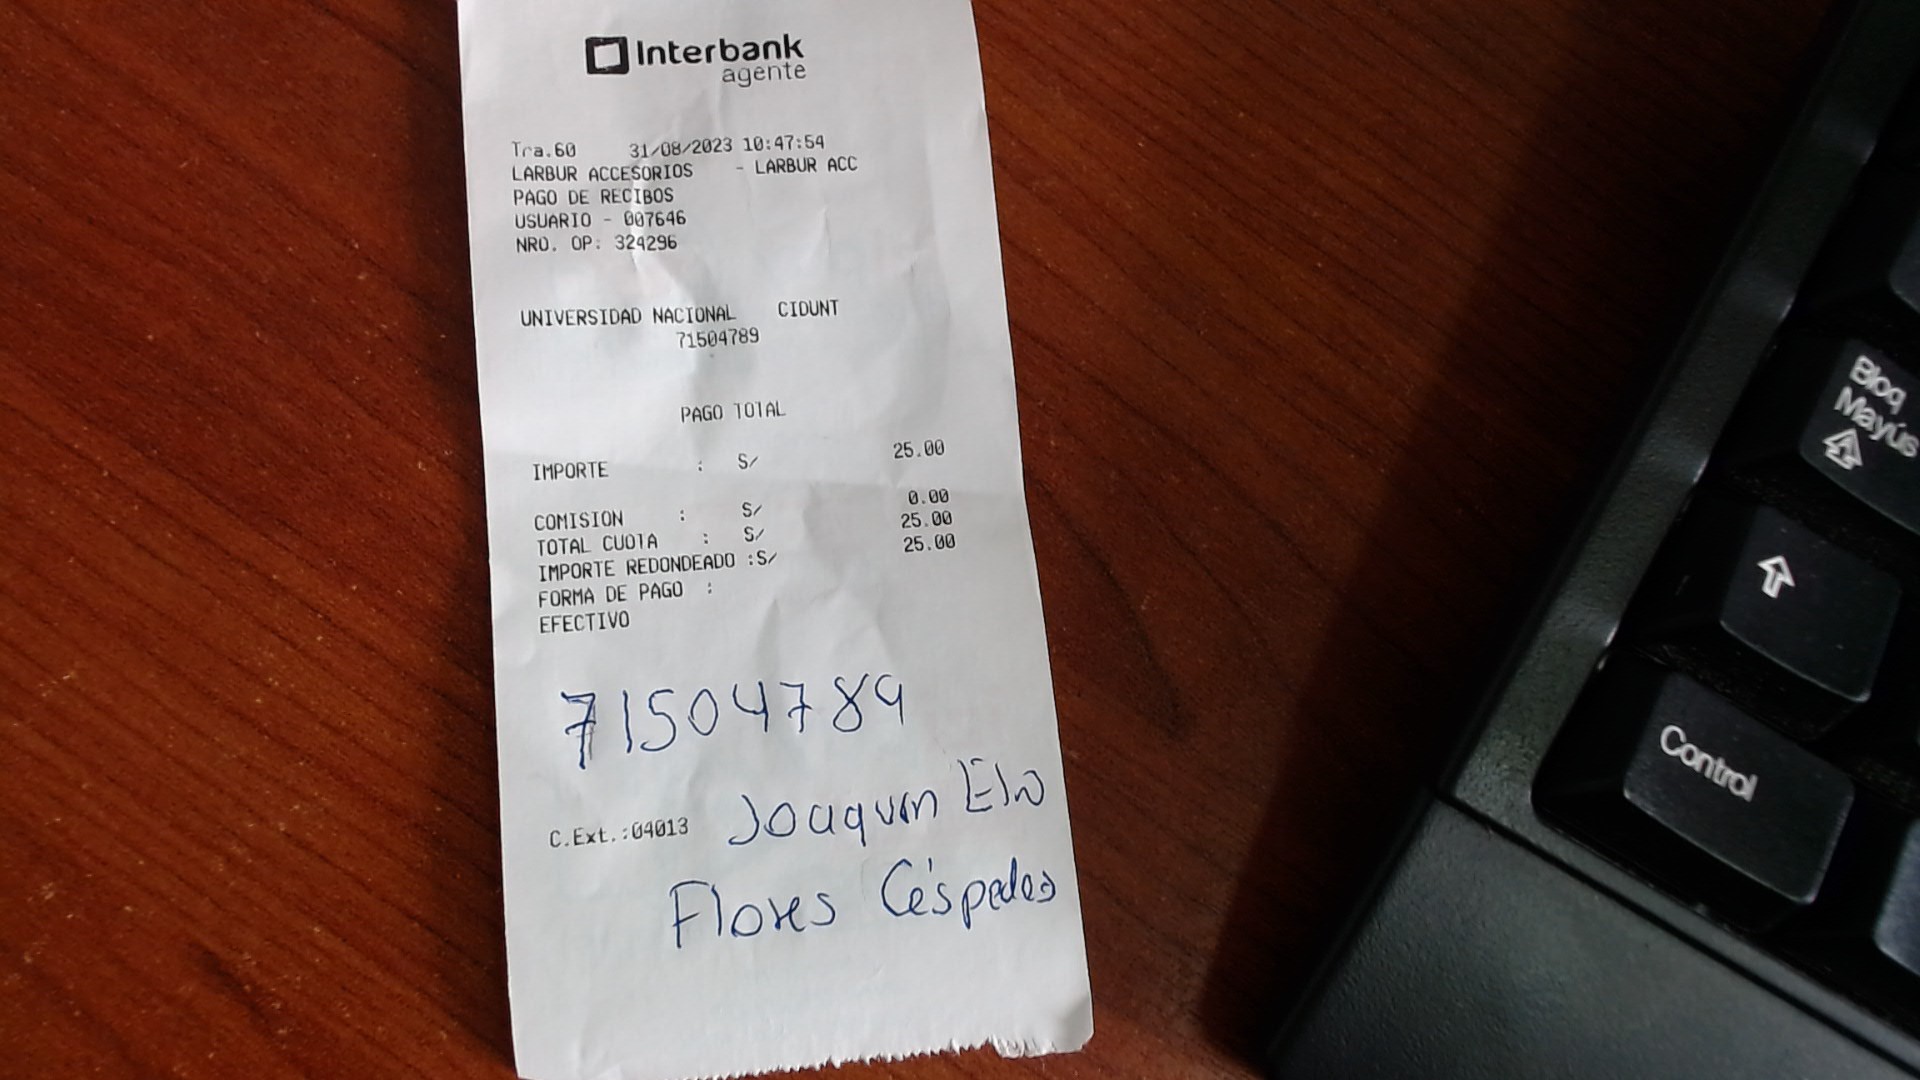 Interbank
agente
Tra.60 31/08/2023 10:47:54
LARBUR ACCESORIOS - LARBUR ACC
PAGO DE RECIBOS
USUARIO - 007646
NRO. OP: 324296
UNIVERSIDAD NACIONAL CIDUNT
71504789
PAGO TOTAL
IMPORTE : S/ 25.00
COMISION : S/ 0.00
TOTAL CUOTA : S/ 25.00
IMPORTE REDONDEADO :S/ 25.00
FORMA DE PAGO :
EFECTIVO
71504789
C.Ext.:04013 Joaquin
Flores Céspedes
Bloq
Mayús
Control